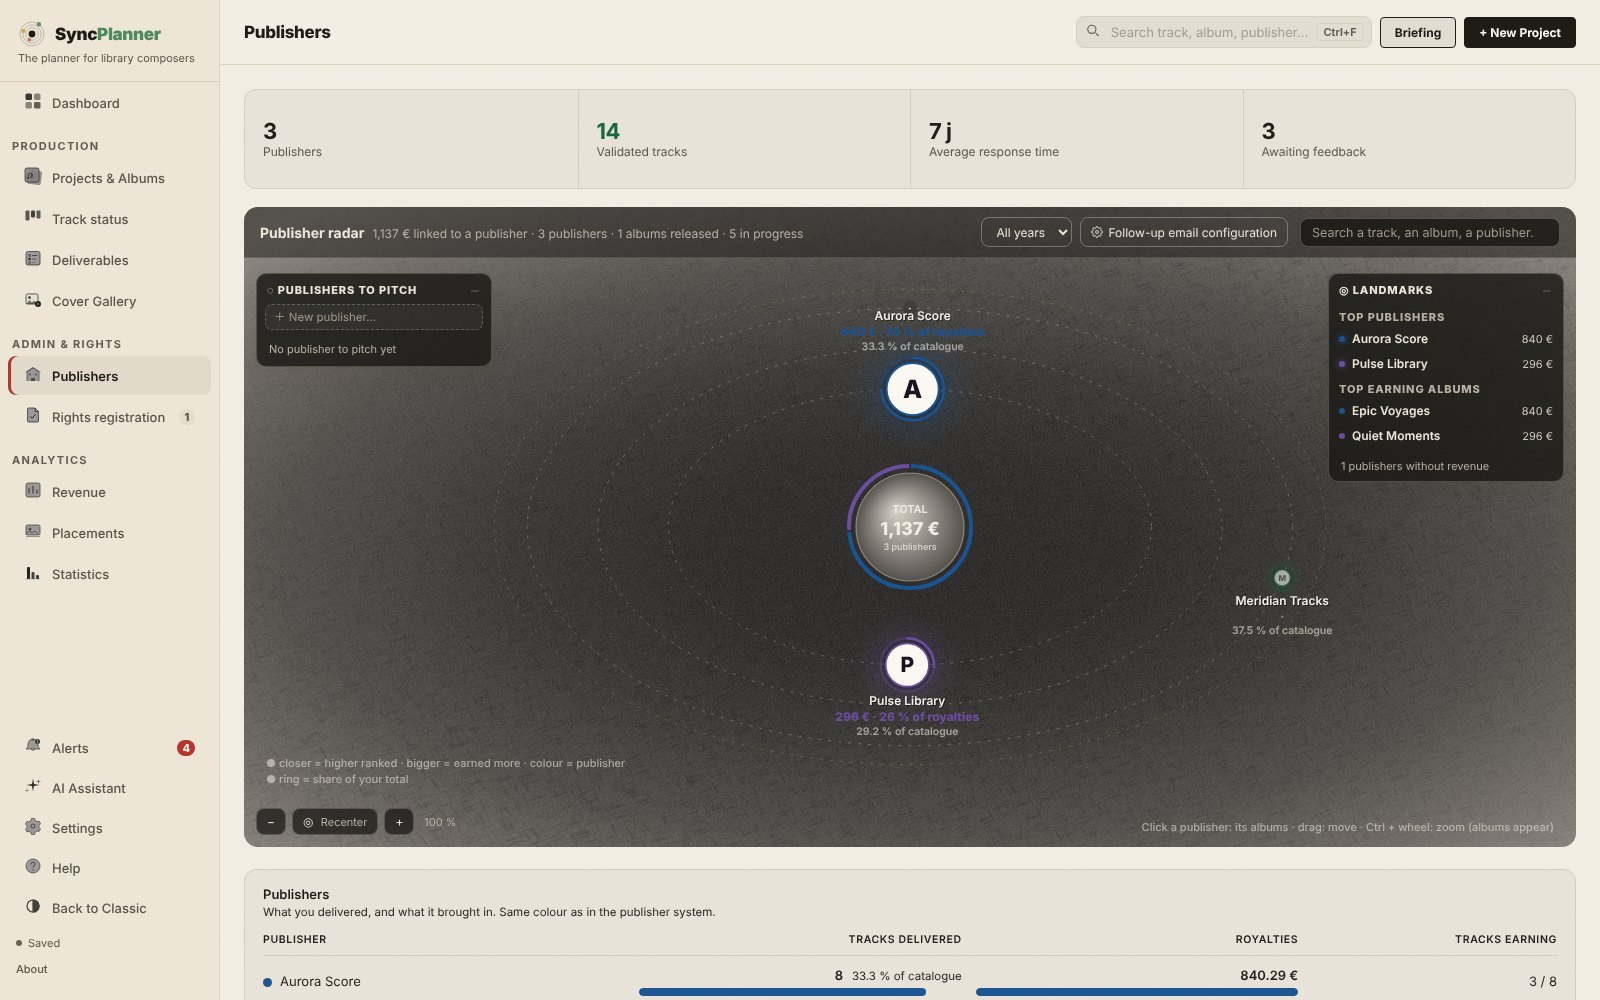 SyncPlanner
The planner for library composers
Dashboard
PRODUCTION
Projects & Albums
Track status
Deliverables
Cover Gallery
ADMIN & RIGHTS
Publishers
Rights registration 1
ANALYTICS
Revenue
Placements
Statistics
Alerts 4
AI Assistant
Settings
Help
Back to Classic
Saved
About
Publishers
Search track, album, publisher... Ctrl+F
Briefing
+ New Project
3
Publishers
14
Validated tracks
7 j
Average response time
3
Awaiting feedback
Publisher radar 1,137 € linked to a publisher · 3 publishers · 1 albums released · 5 in progress
All years
Follow-up email configuration
Search a track, an album, a publisher.
PUBLISHERS TO PITCH –
+ New publisher...
No publisher to pitch yet
Aurora Score
840 € · 74 % of royalties
33.3 % of catalogue
A
TOTAL
1,137 €
3 publishers
M
Meridian Tracks
-
37.5 % of catalogue
P
Pulse Library
296 € · 26 % of royalties
29.2 % of catalogue
LANDMARKS –
TOP PUBLISHERS
Aurora Score 840 €
Pulse Library 296 €
TOP EARNING ALBUMS
Epic Voyages 840 €
Quiet Moments 296 €
1 publishers without revenue
closer = higher ranked · bigger = earned more · colour = publisher
ring = share of your total
− Recenter + 100 %
Click a publisher: its albums · drag: move · Ctrl + wheel: zoom (albums appear)
Publishers
What you delivered, and what it brought in. Same colour as in the publisher system.
PUBLISHER TRACKS DELIVERED ROYALTIES TRACKS EARNING
Aurora Score 8 33.3 % of catalogue 840.29 € 3 / 8